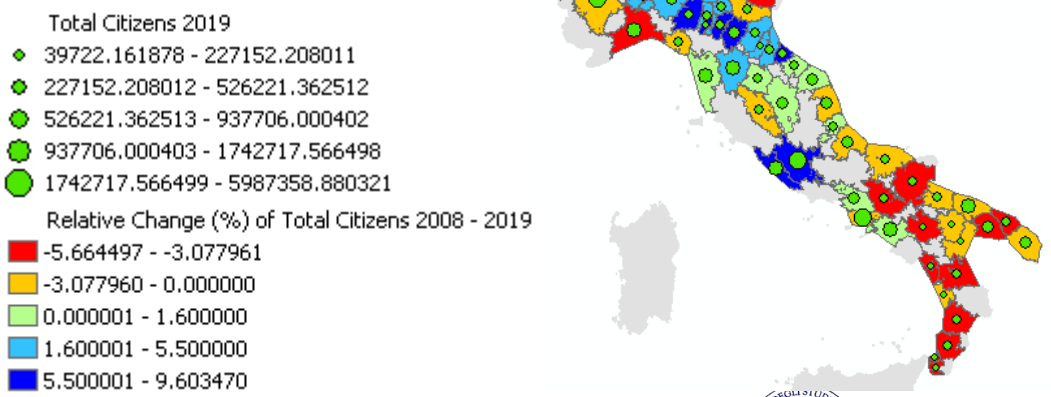 Total Citizens 2019
39722.161878 - 227152.208011
227152.208012 - 526221.362512
526221.362513 - 937706.000402
937706.000403 - 1742717.566498
1742717.566499 - 5987358.880321
Relative Change (%) of Total Citizens 2008 - 2019
-5.664497 - -3.077961
-3.077960 - 0.000000
0.000001 - 1.600000
1.600001 - 5.500000
5.500001 - 9.603470